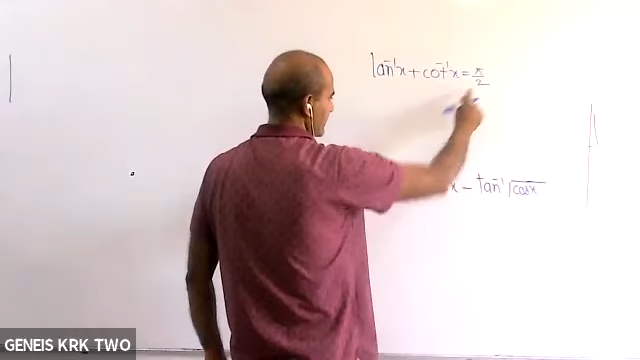 tan⁻¹x + cot⁻¹x = π/2
x - tan⁻¹√cosx
GENEIS KRK TWO